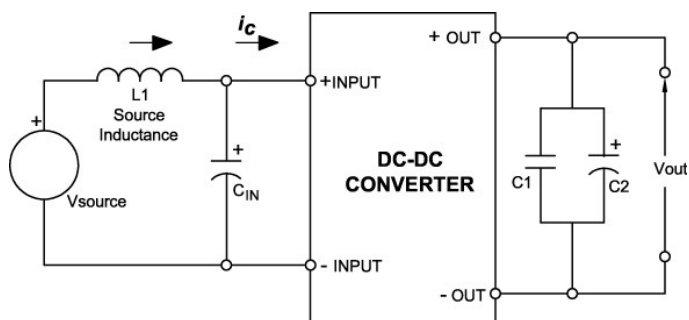 ic
+ OUT
L1
Source
Inductance
+INPUT
+
+
Vsource
CIN
DC-DC
CONVERTER
C1
+
C2
Vout
- INPUT
- OUT